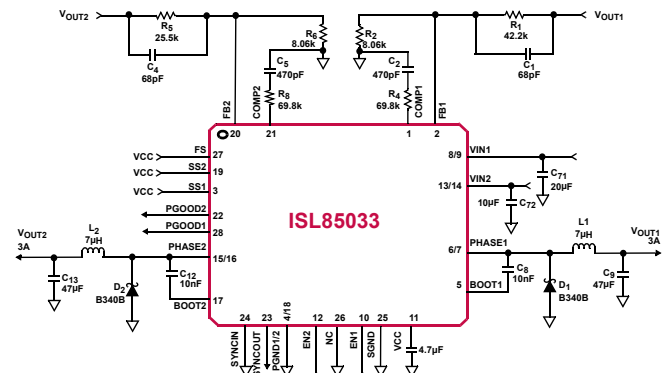 VOUT2
R5
25.5k
C4
68pF
R6
8.06k
C5
470pF
R8
69.8k
R2
8.06k
C2
470pF
R4
69.8k
R1
42.2k
C1
68pF
VOUT1
FB2
COMP2
COMP1
FB1
20
21
1
2
VCC
FS
27
VCC
SS2
19
VCC
SS1
3
PGOOD2
22
PGOOD1
28
PHASE2
15/16
BOOT2
17
ISL85033
8/9
VIN1
13/14
VIN2
6/7
PHASE1
5
BOOT1
C71
20µF
10µF
C72
VOUT2
3A
L2
7µH
C13
47µF
D2
B340B
C12
10nF
L1
7µH
VOUT1
3A
C8
10nF
D1
B340B
C9
47µF
24
23
4/18
12
26
10
25
11
SYNCIN
SYNCOUT
PGND1/2
EN2
NC
EN1
SGND
VCC
4.7µF